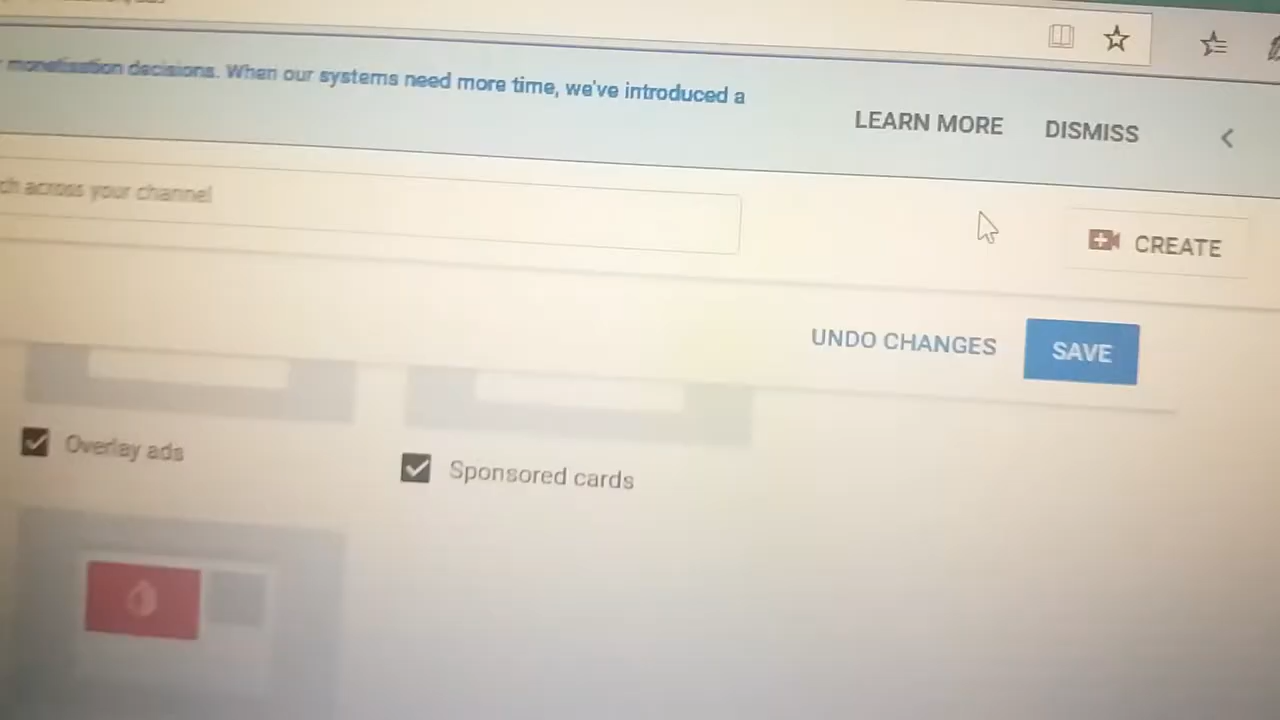 monetisation decisions. When our systems need more time, we've introduced a
LEARN MORE
DISMISS
across your channel
CREATE
UNDO CHANGES
SAVE
Overlay ads
Sponsored cards